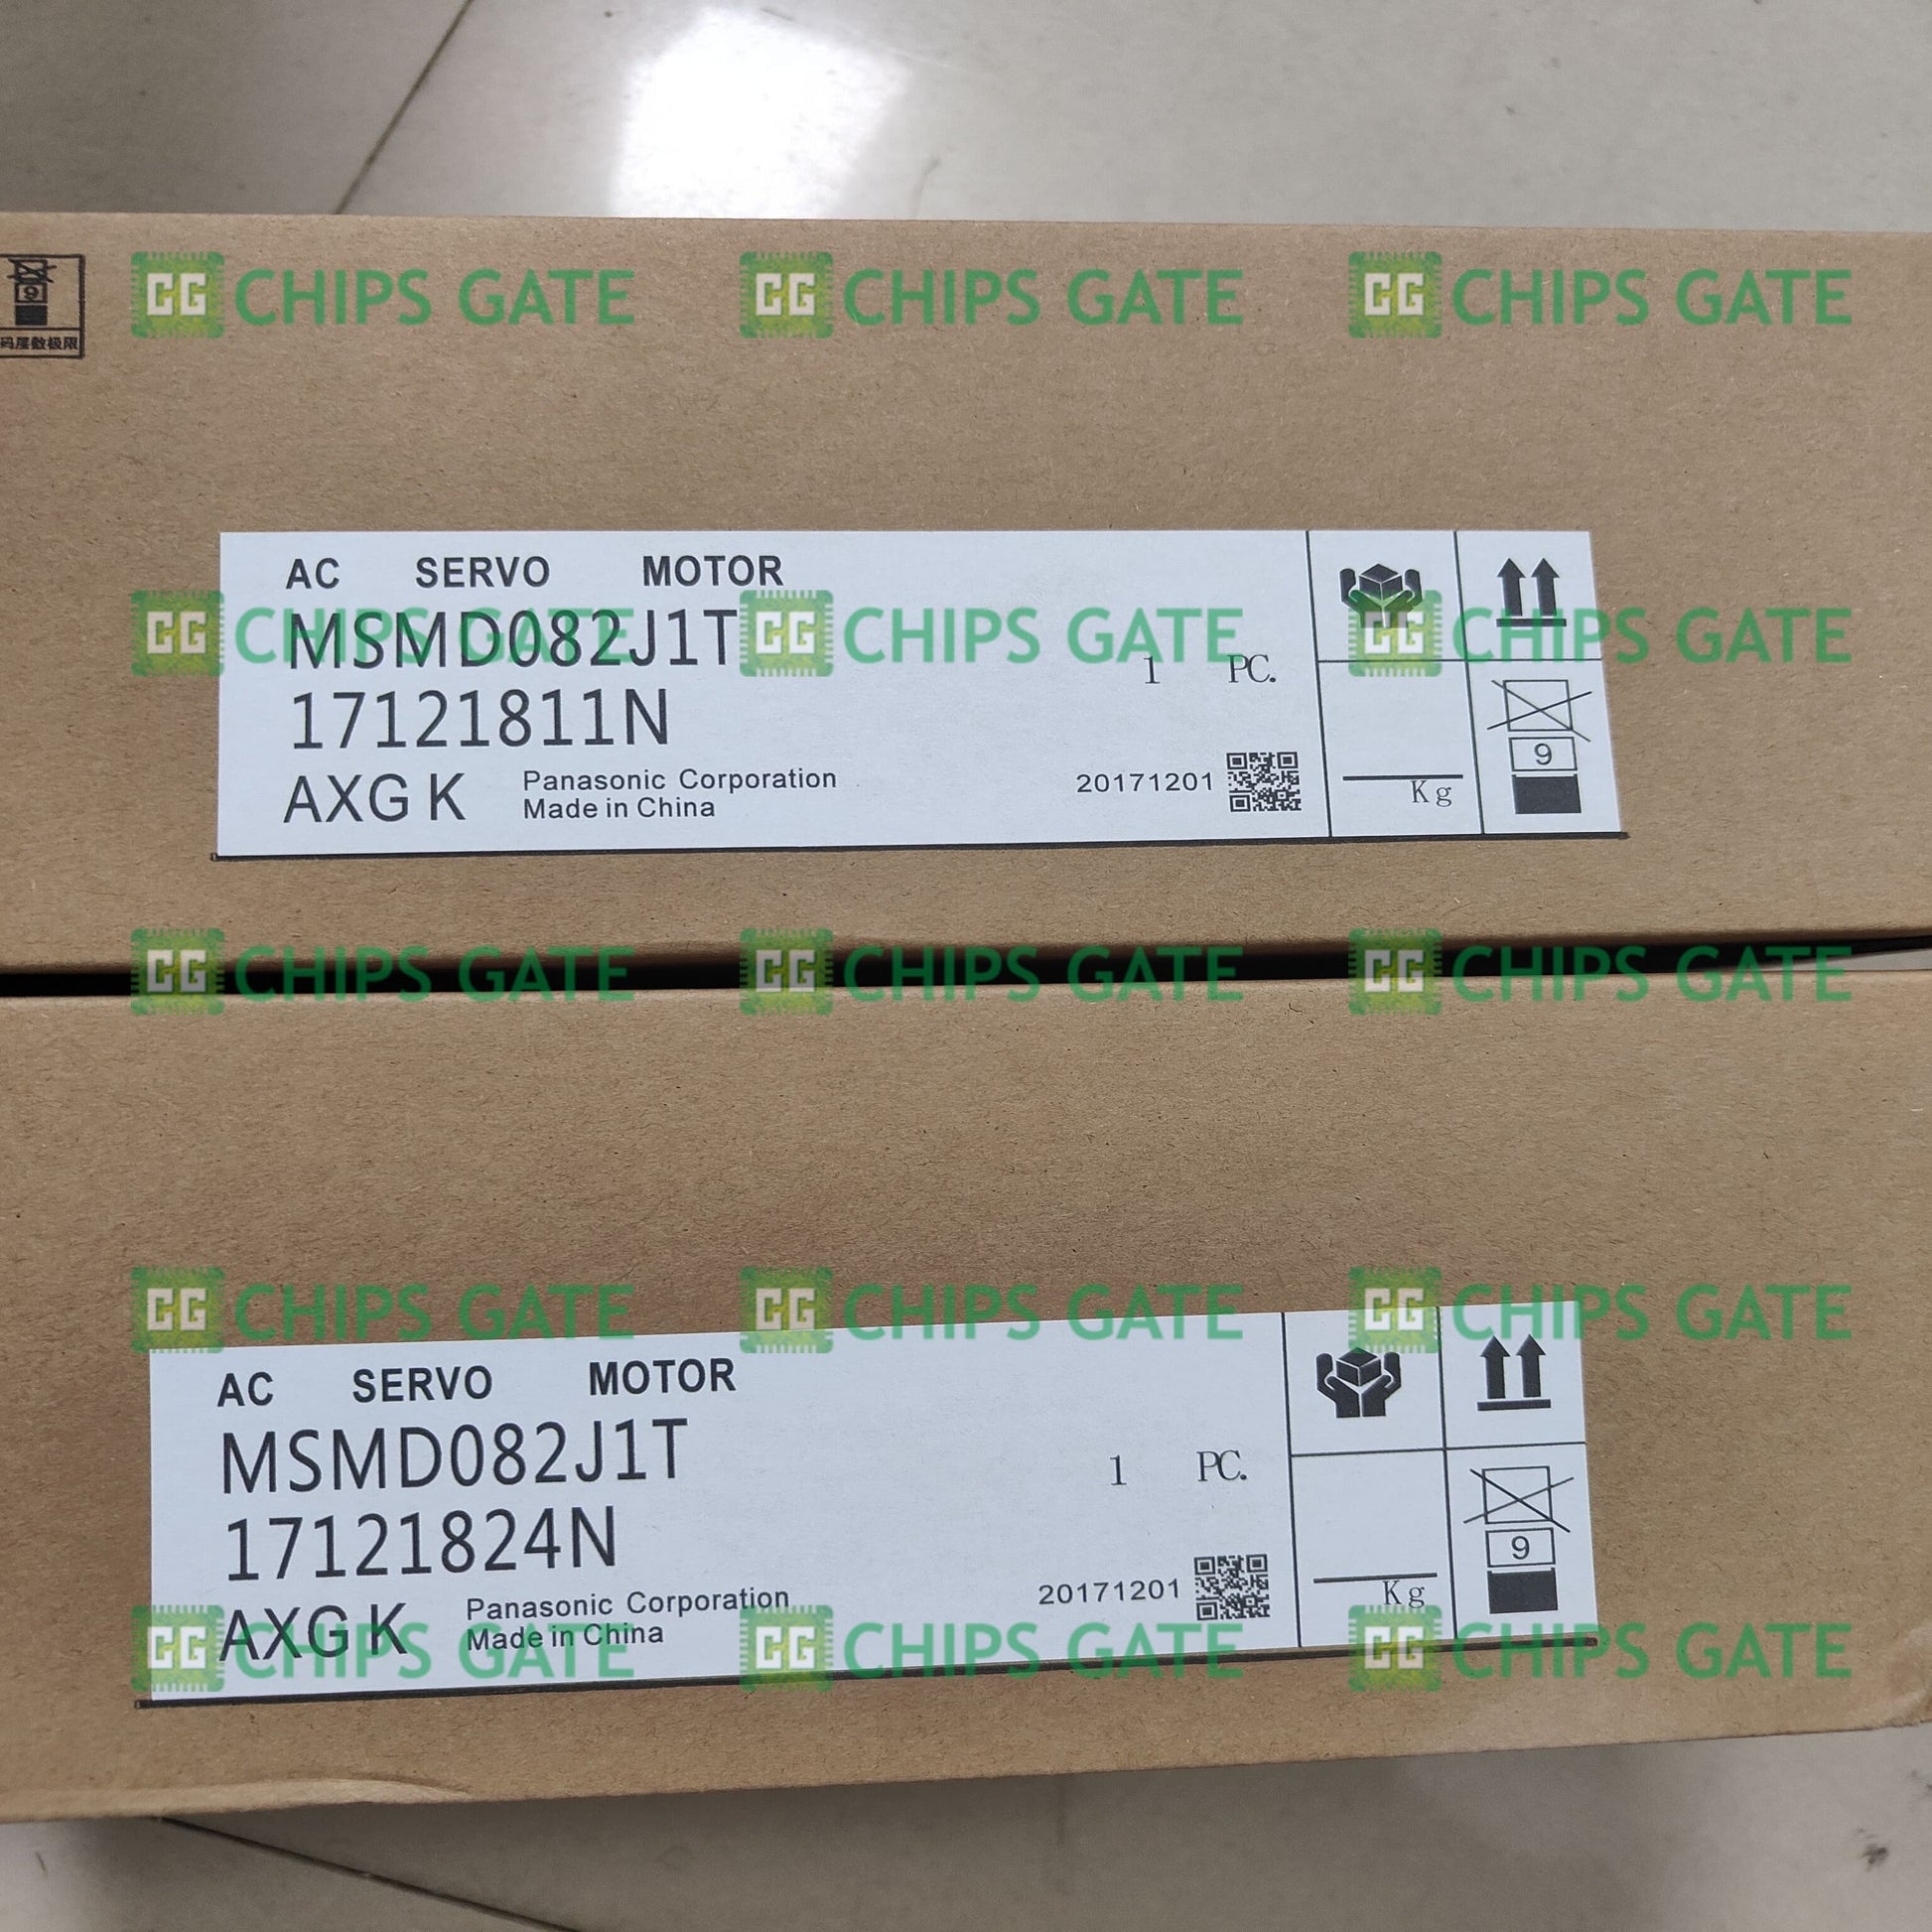 9
码层数极限
CG CHIPS GATE CG CHIPS GATE CG CHIPS GATE
AC SERVO MOTOR
MSMD082J1T
CG CHIPS GATE CG CHIPS GATE CG CHIPS GATE
1 PC.
17121811N
9
AXG K
Panasonic Corporation
Made in China
20171201
Kg
CG CHIPS GATE CG CHIPS GATE CG CHIPS GATE
CG CHIPS GATE CG CHIPS GATE CG CHIPS GATE
AC SERVO MOTOR
MSMD082J1T
1 PC.
17121824N
9
AXG K
Panasonic Corporation
Made in China
20171201
Kg
CG CHIPS GATE CG CHIPS GATE CG CHIPS GATE